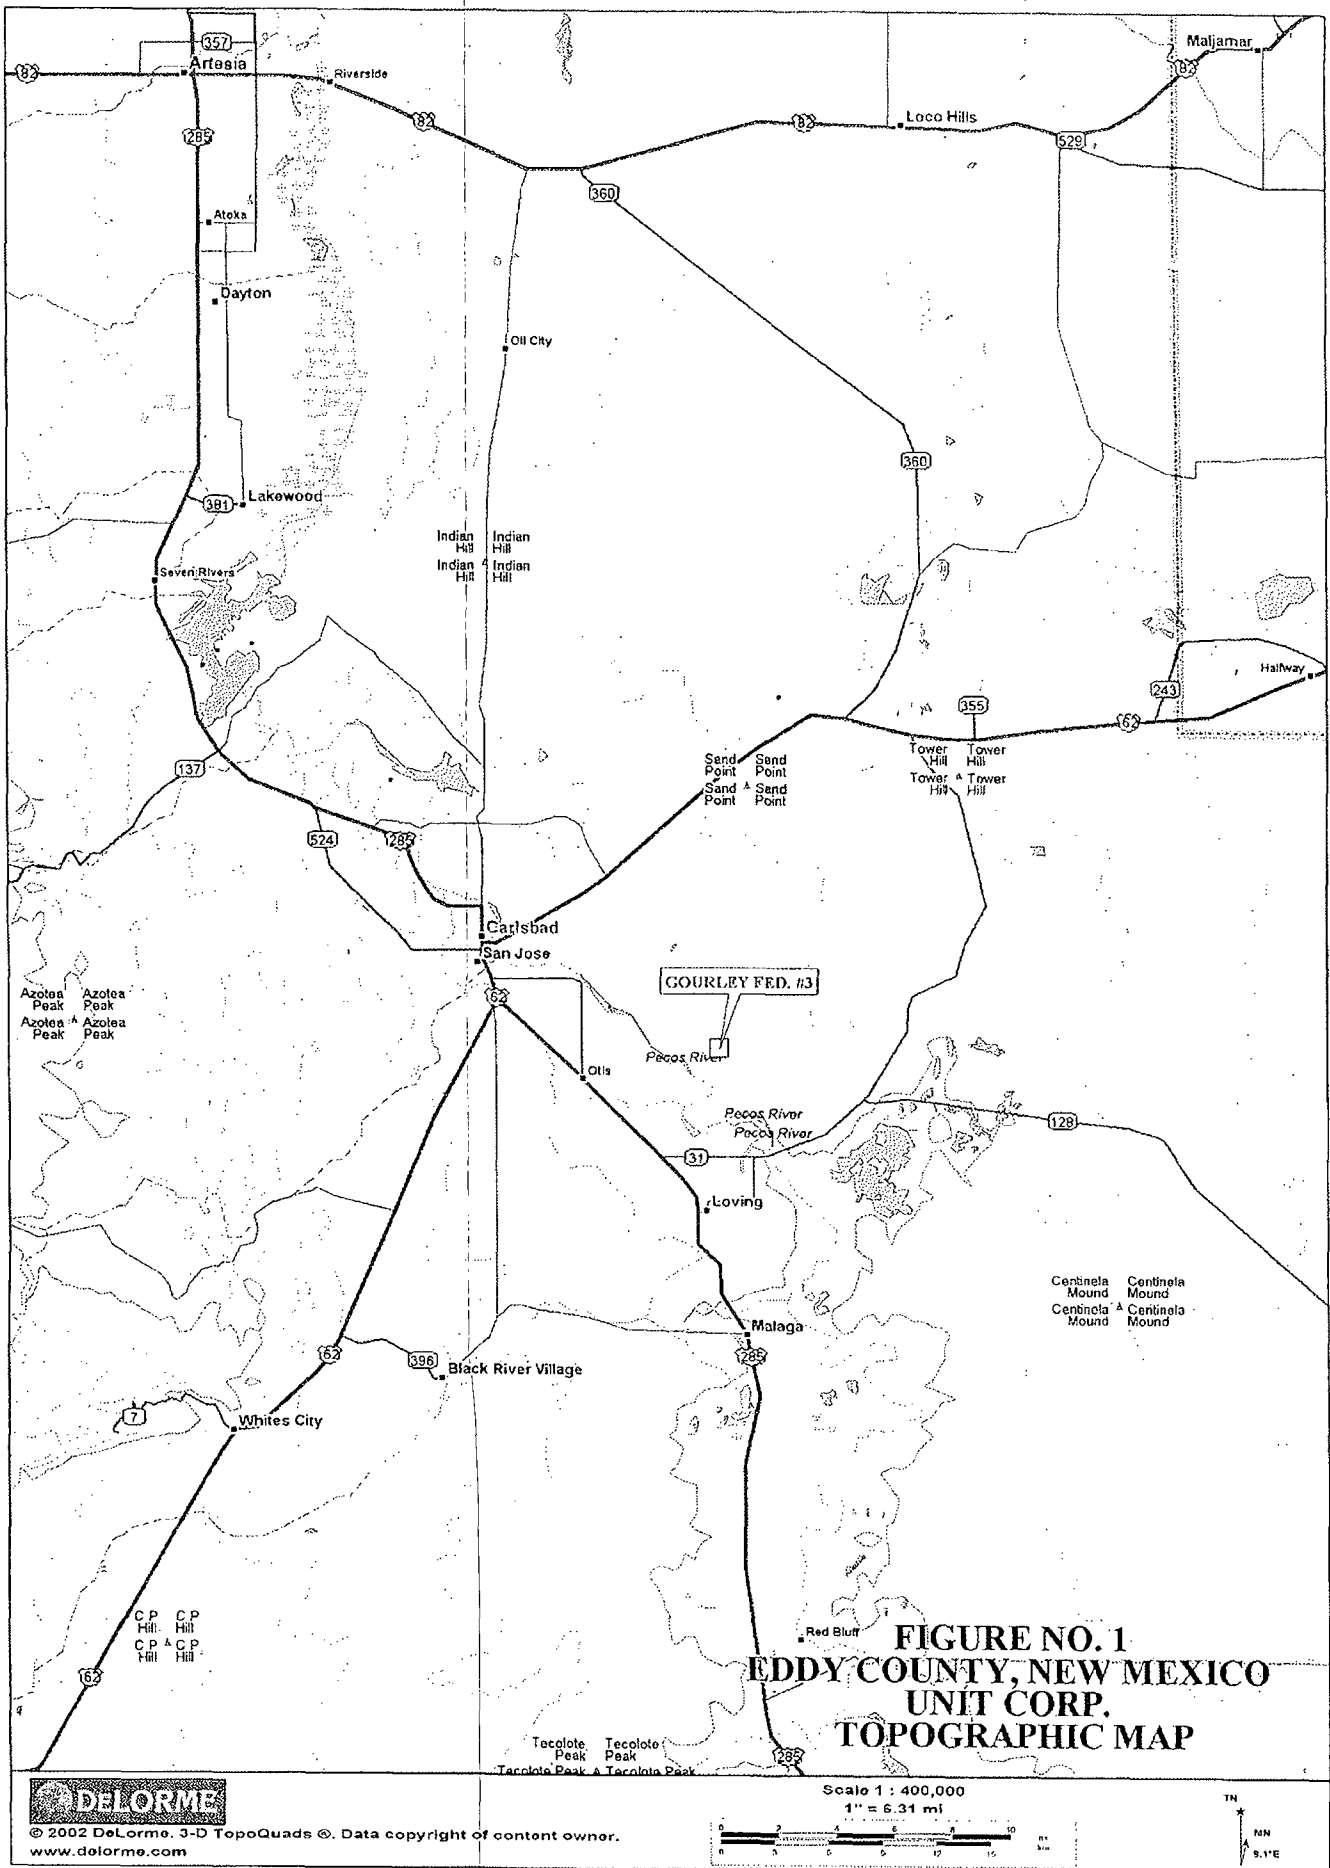 357
Artesia
82
Riverside
Maljamar
82
82
82
Loco Hills
529
285
360
Atoka
Dayton
Oil City
360
381
Lakewood
Indian Indian
Hill Hill
Indian Indian
Hill Hill
Seven Rivers
Halfway
243
355
62
137
Sand Sand
Point Point
Sand Sand
Point Point
Tower Tower
Hill Hill
Tower Tower
Hill Hill
524
285
Carlsbad
San Jose
GOURLEY FED. #3
Azotea Azotea
Peak Peak
Azotea Azotea
Peak Peak
62
Pecos River
Otis
Pecos River
Pecos River
128
31
Loving
Centinela Centinela
Mound Mound
Centinela Centinela
Mound Mound
Malaga
62
396
285
Black River Village
7
Whites City
C P C P
Hill Hill
C P C P
Hill Hill
62
Red Bluff
FIGURE NO. 1
EDDY COUNTY, NEW MEXICO
UNIT CORP.
TOPOGRAPHIC MAP
Tecolote Tecolote
Peak Peak
Tecolote Peak Tecolote Peak
285
DELORME
© 2002 DeLorme. 3-D TopoQuads ®. Data copyright of content owner.
www.delorme.com
Scale 1 : 400,000
1" = 6.31 mi
0 2 4 6 8 10
TN
MN
9.1°E